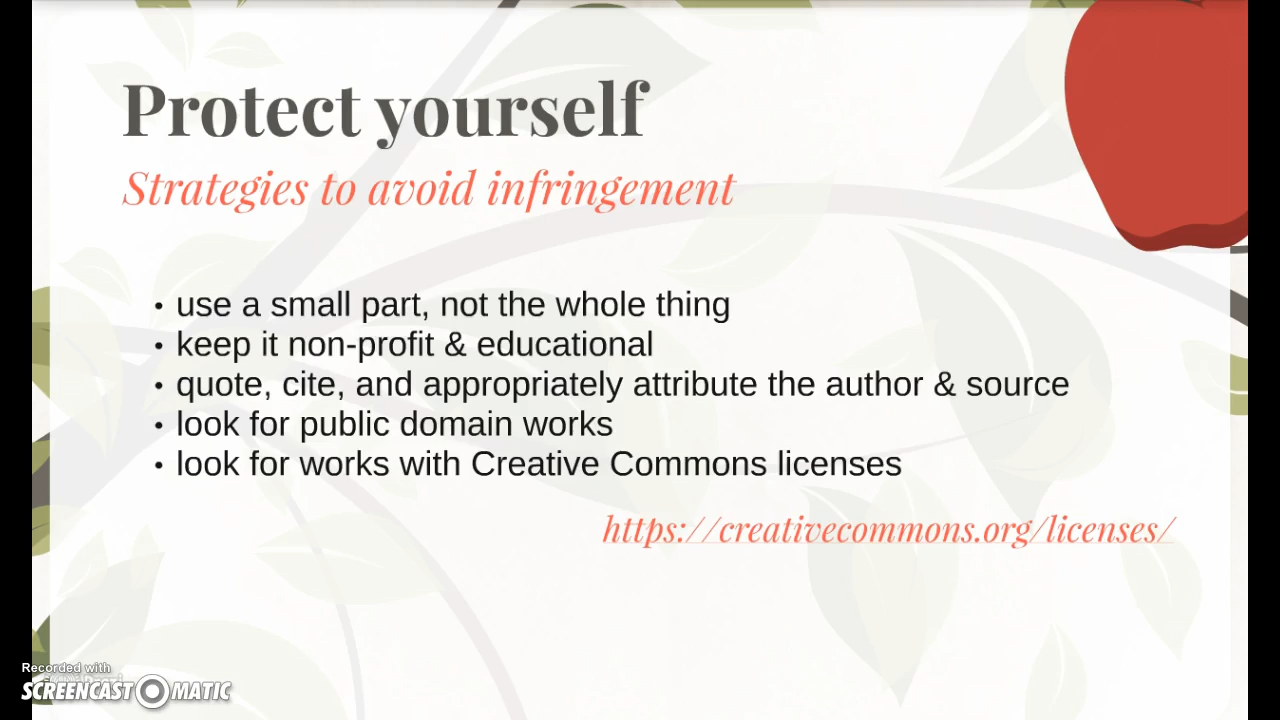 Protect yourself
Strategies to avoid infringement
• use a small part, not the whole thing
• keep it non-profit & educational
• quote, cite, and appropriately attribute the author & source
• look for public domain works
• look for works with Creative Commons licenses
https://creativecommons.org/licenses/
Recorded with
SCREENCAST MATIC